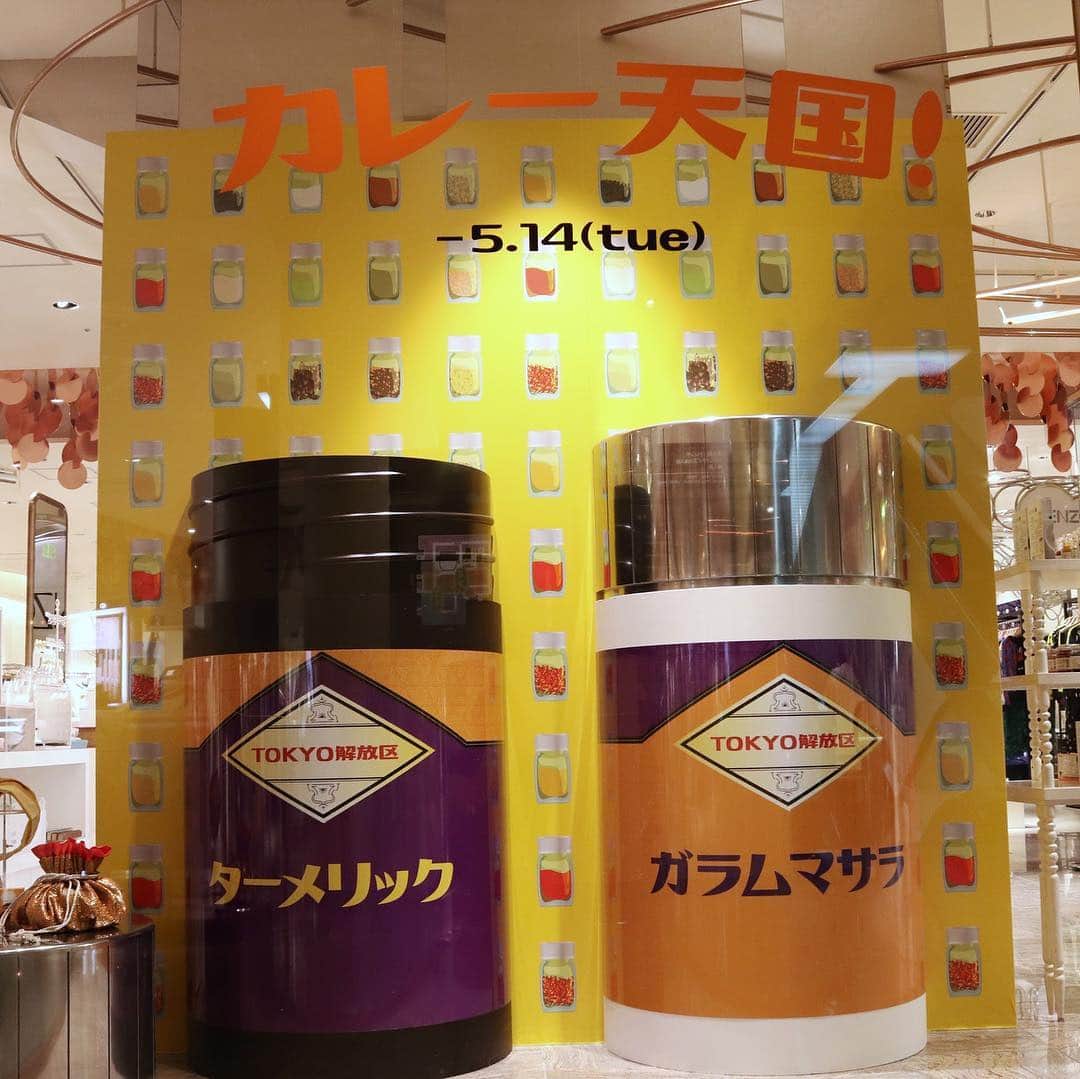 カレー天国!
-5.14(tue)
TOKYO解放区
ターメリック
TOKYO解放区
ガラムマサラ